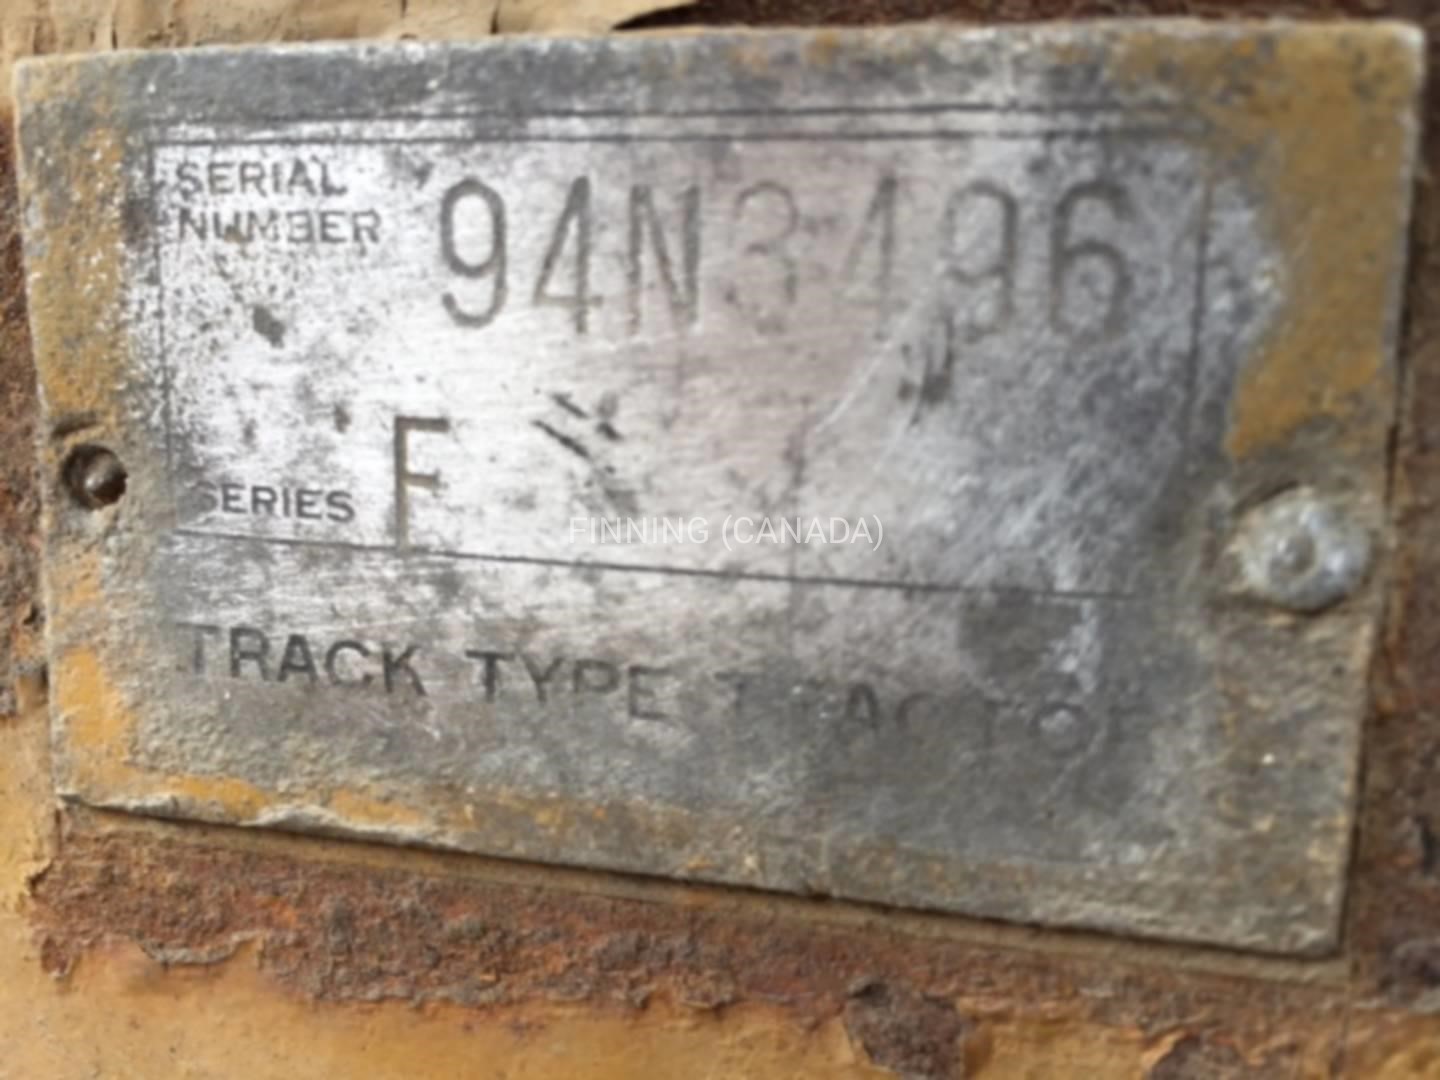 SERIAL
NUMBER 94N3496
SERIES F
FINNING (CANADA)
TRACK TYPE TRACTOR